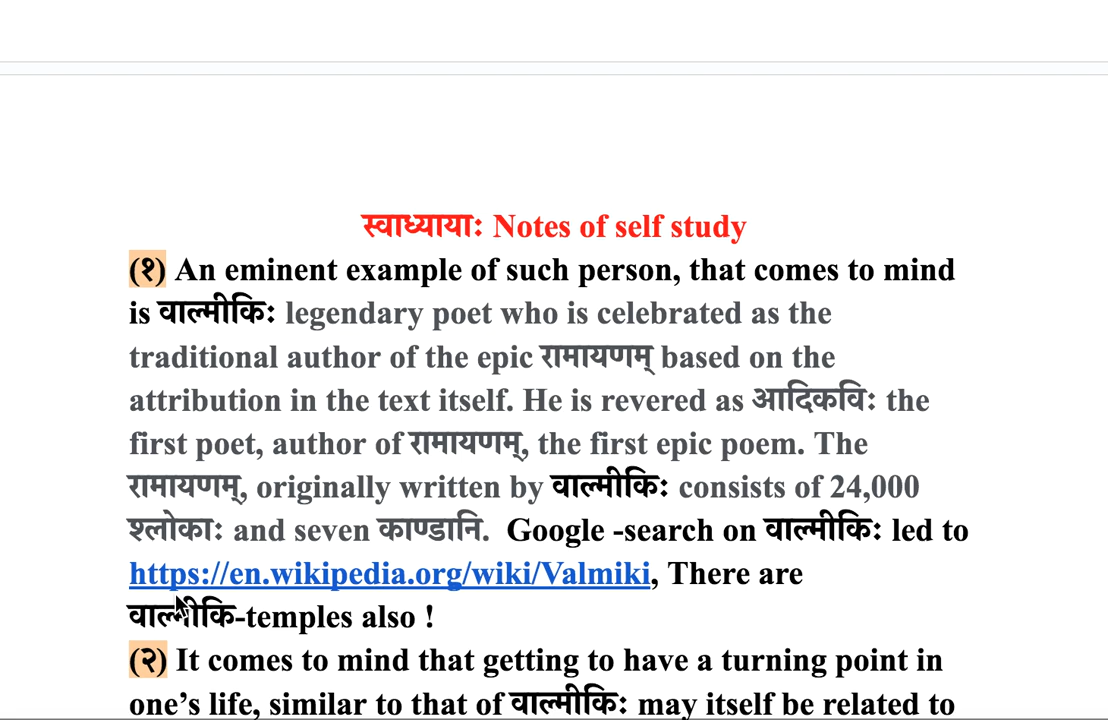 स्वाध्यायाः Notes of self study
(१) An eminent example of such person, that comes to mind
is वाल्मीकिः legendary poet who is celebrated as the
traditional author of the epic रामायणम् based on the
attribution in the text itself. He is revered as आदिकविः the
first poet, author of रामायणम्, the first epic poem. The
रामायणम्, originally written by वाल्मीकिः consists of 24,000
श्लोकाः and seven काण्डानि. Google -search on वाल्मीकिः led to
https://en.wikipedia.org/wiki/Valmiki, There are
वाल्मीकि-temples also !
(२) It comes to mind that getting to have a turning point in
one’s life, similar to that of वाल्मीकिः may itself be related to